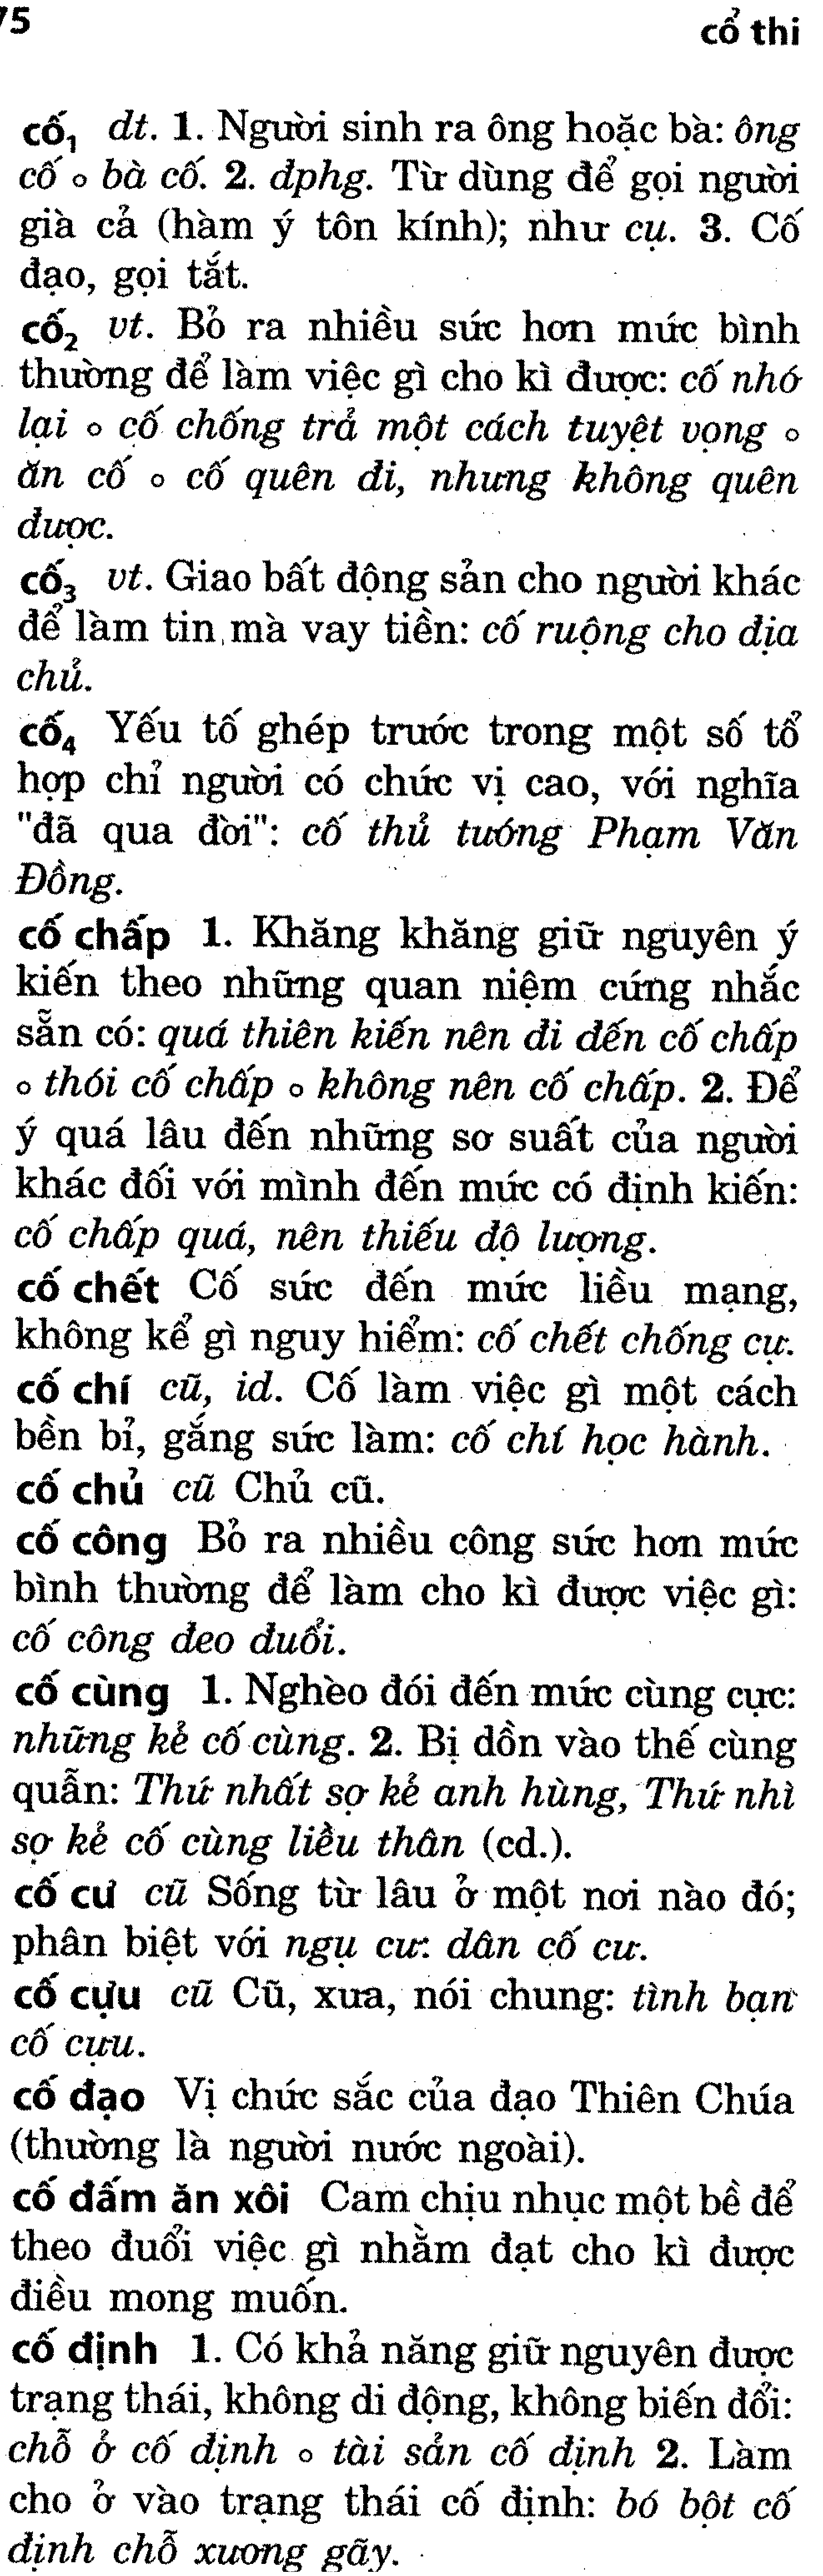 75
cổ thi
cố₁ dt. 1. Người sinh ra ông hoặc bà: ông
cố ∘ bà cố. 2. đphg. Từ dùng để gọi người
già cả (hàm ý tôn kính); như cụ. 3. Cố
đạo, gọi tắt.
cố₂ vt. Bỏ ra nhiều sức hơn mức bình
thường để làm việc gì cho kì được: cố nhớ
lại ∘ cố chống trả một cách tuyệt vọng ∘
ăn cố ∘ cố quên đi, nhưng không quên
được.
cố₃ vt. Giao bất động sản cho người khác
để làm tin mà vay tiền: cố ruộng cho địa
chủ.
cố₄ Yếu tố ghép trước trong một số tổ
hợp chỉ người có chức vị cao, với nghĩa
"đã qua đời": cố thủ tướng Phạm Văn
Đồng.
cố chấp 1. Khăng khăng giữ nguyên ý
kiến theo những quan niệm cứng nhắc
sẵn có: quá thiên kiến nên đi đến cố chấp
∘ thói cố chấp ∘ không nên cố chấp. 2. Để
ý quá lâu đến những sơ suất của người
khác đối với mình đến mức có định kiến:
cố chấp quá, nên thiếu độ lượng.
cố chết Cố sức đến mức liều mạng,
không kể gì nguy hiểm: cố chết chống cự.
cố chí cũ, id. Cố làm việc gì một cách
bền bỉ, gắng sức làm: cố chí học hành.
cố chủ cũ Chủ cũ.
cố công Bỏ ra nhiều công sức hơn mức
bình thường để làm cho kì được việc gì:
cố công đeo đuổi.
cố cùng 1. Nghèo đói đến mức cùng cực:
những kẻ cố cùng. 2. Bị dồn vào thế cùng
quẫn: Thứ nhất sợ kẻ anh hùng, Thứ nhì
sợ kẻ cố cùng liều thân (cd.).
cố cư cũ Sống từ lâu ở một nơi nào đó;
phân biệt với ngụ cư: dân cố cư.
cố cựu cũ Cũ, xưa, nói chung: tình bạn
cố cựu.
cố đạo Vị chức sắc của đạo Thiên Chúa
(thường là người nước ngoài).
cố đấm ăn xôi Cam chịu nhục một bề để
theo đuổi việc gì nhằm đạt cho kì được
điều mong muốn.
cố định 1. Có khả năng giữ nguyên được
trạng thái, không di động, không biến đổi:
chỗ ở cố định ∘ tài sản cố định 2. Làm
cho ở vào trạng thái cố định: bó bột cố
định chỗ xương gãy.